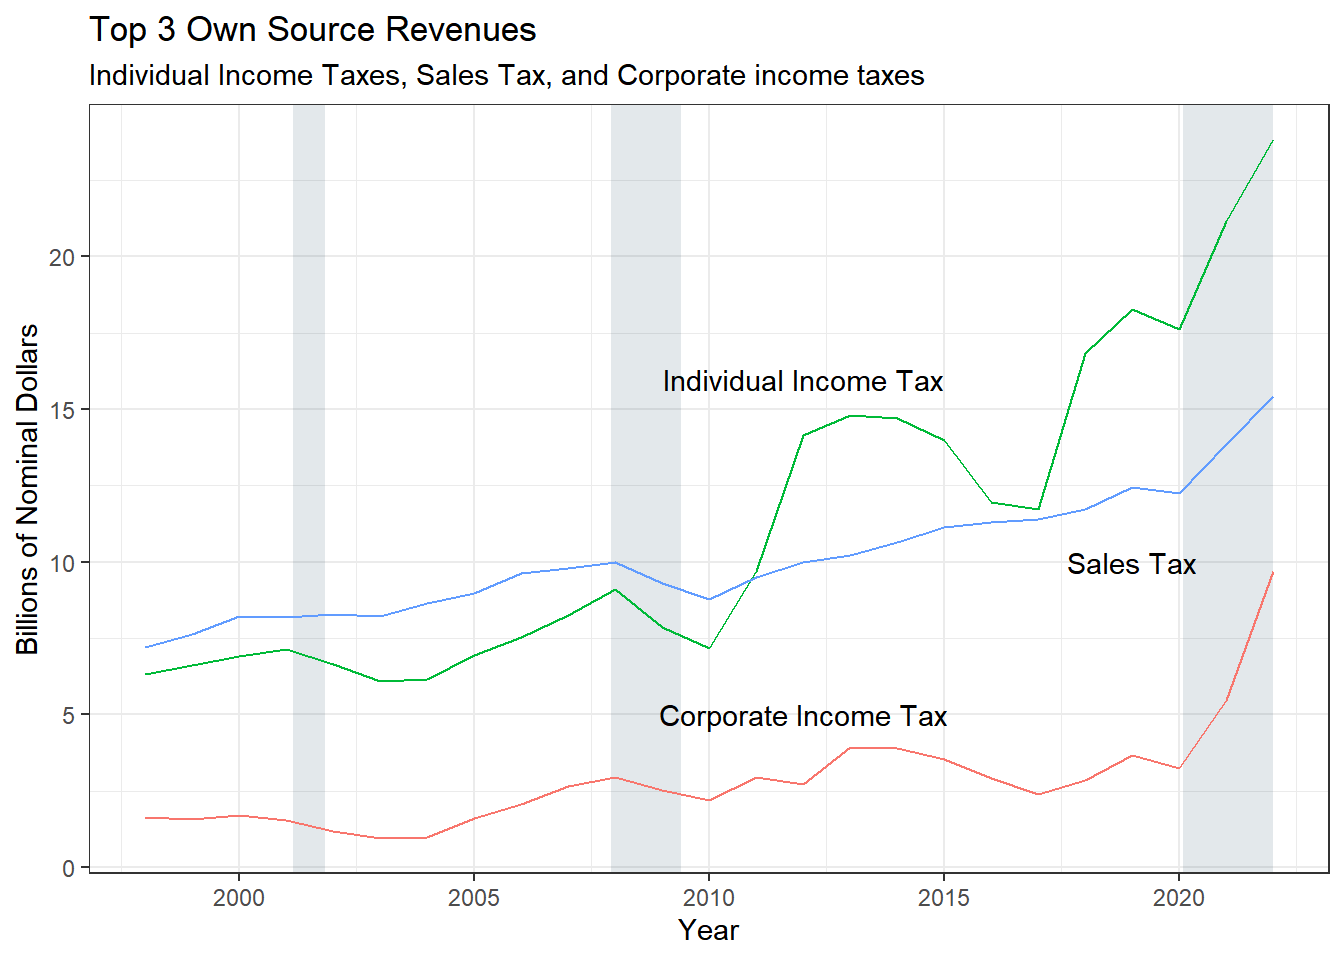 Top 3 Own Source Revenues
Individual Income Taxes, Sales Tax, and Corporate income taxes
Billions of Nominal Dollars
20
15
10
5
0
Individual Income Tax
Sales Tax
Corporate Income Tax
2000 2005 2010 2015 2020
Year